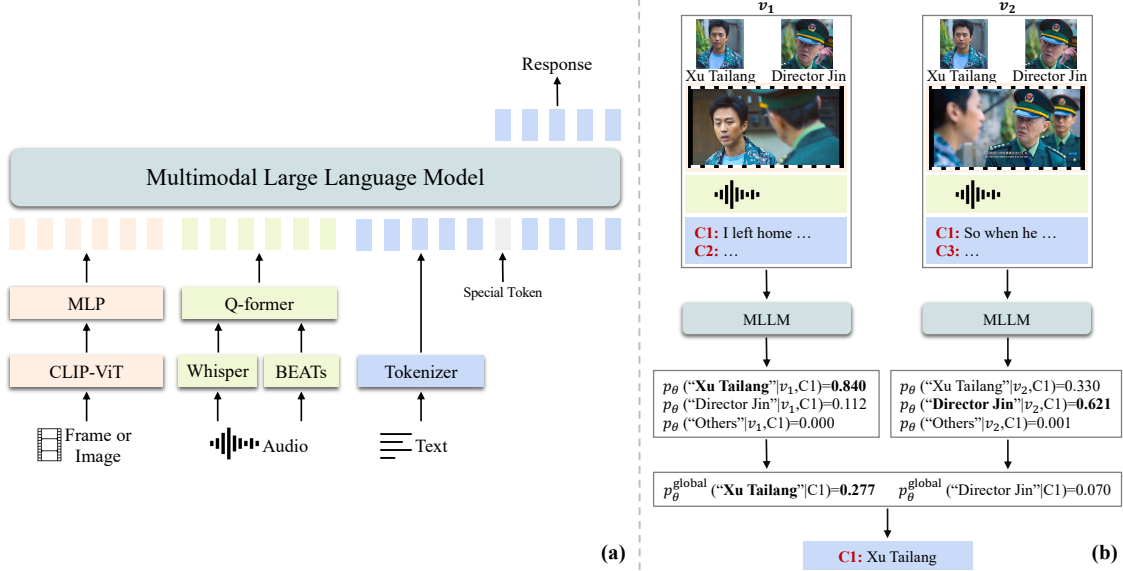 Response
Multimodal Large Language Model
Special Token
MLP
Q-former
CLIP-ViT
Whisper
BEATs
Tokenizer
Frame or
Image
Audio
Text
(a)
v₁
Xu Tailang
Director Jin
C1: I left home …
C2: …
MLLM
pθ (“Xu Tailang”|v₁,C1)=0.840
pθ (“Director Jin”|v₁,C1)=0.112
pθ (“Others”|v₁,C1)=0.000
v₂
Xu Tailang
Director Jin
C1: So when he …
C3: …
MLLM
pθ (“Xu Tailang”|v₂,C1)=0.330
pθ (“Director Jin”|v₂,C1)=0.621
pθ (“Others”|v₂,C1)=0.001
pθ^global (“Xu Tailang”|C1)=0.277
pθ^global (“Director Jin”|C1)=0.070
C1: Xu Tailang
(b)